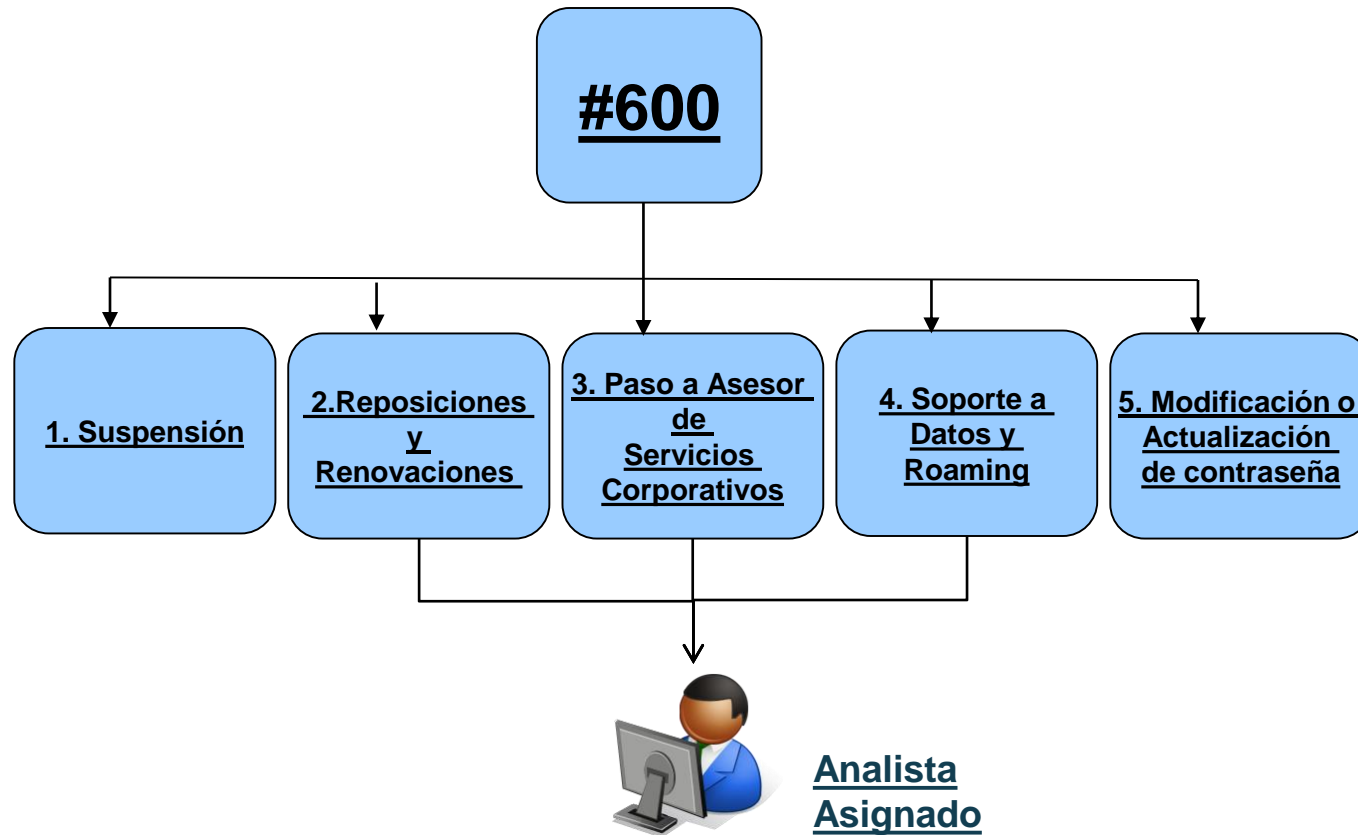 #600
1. Suspensión
2.Reposiciones
y
Renovaciones
3. Paso a Asesor
de
Servicios
Corporativos
4. Soporte a
Datos y
Roaming
5. Modificación o
Actualización
de contraseña
Analista
Asignado